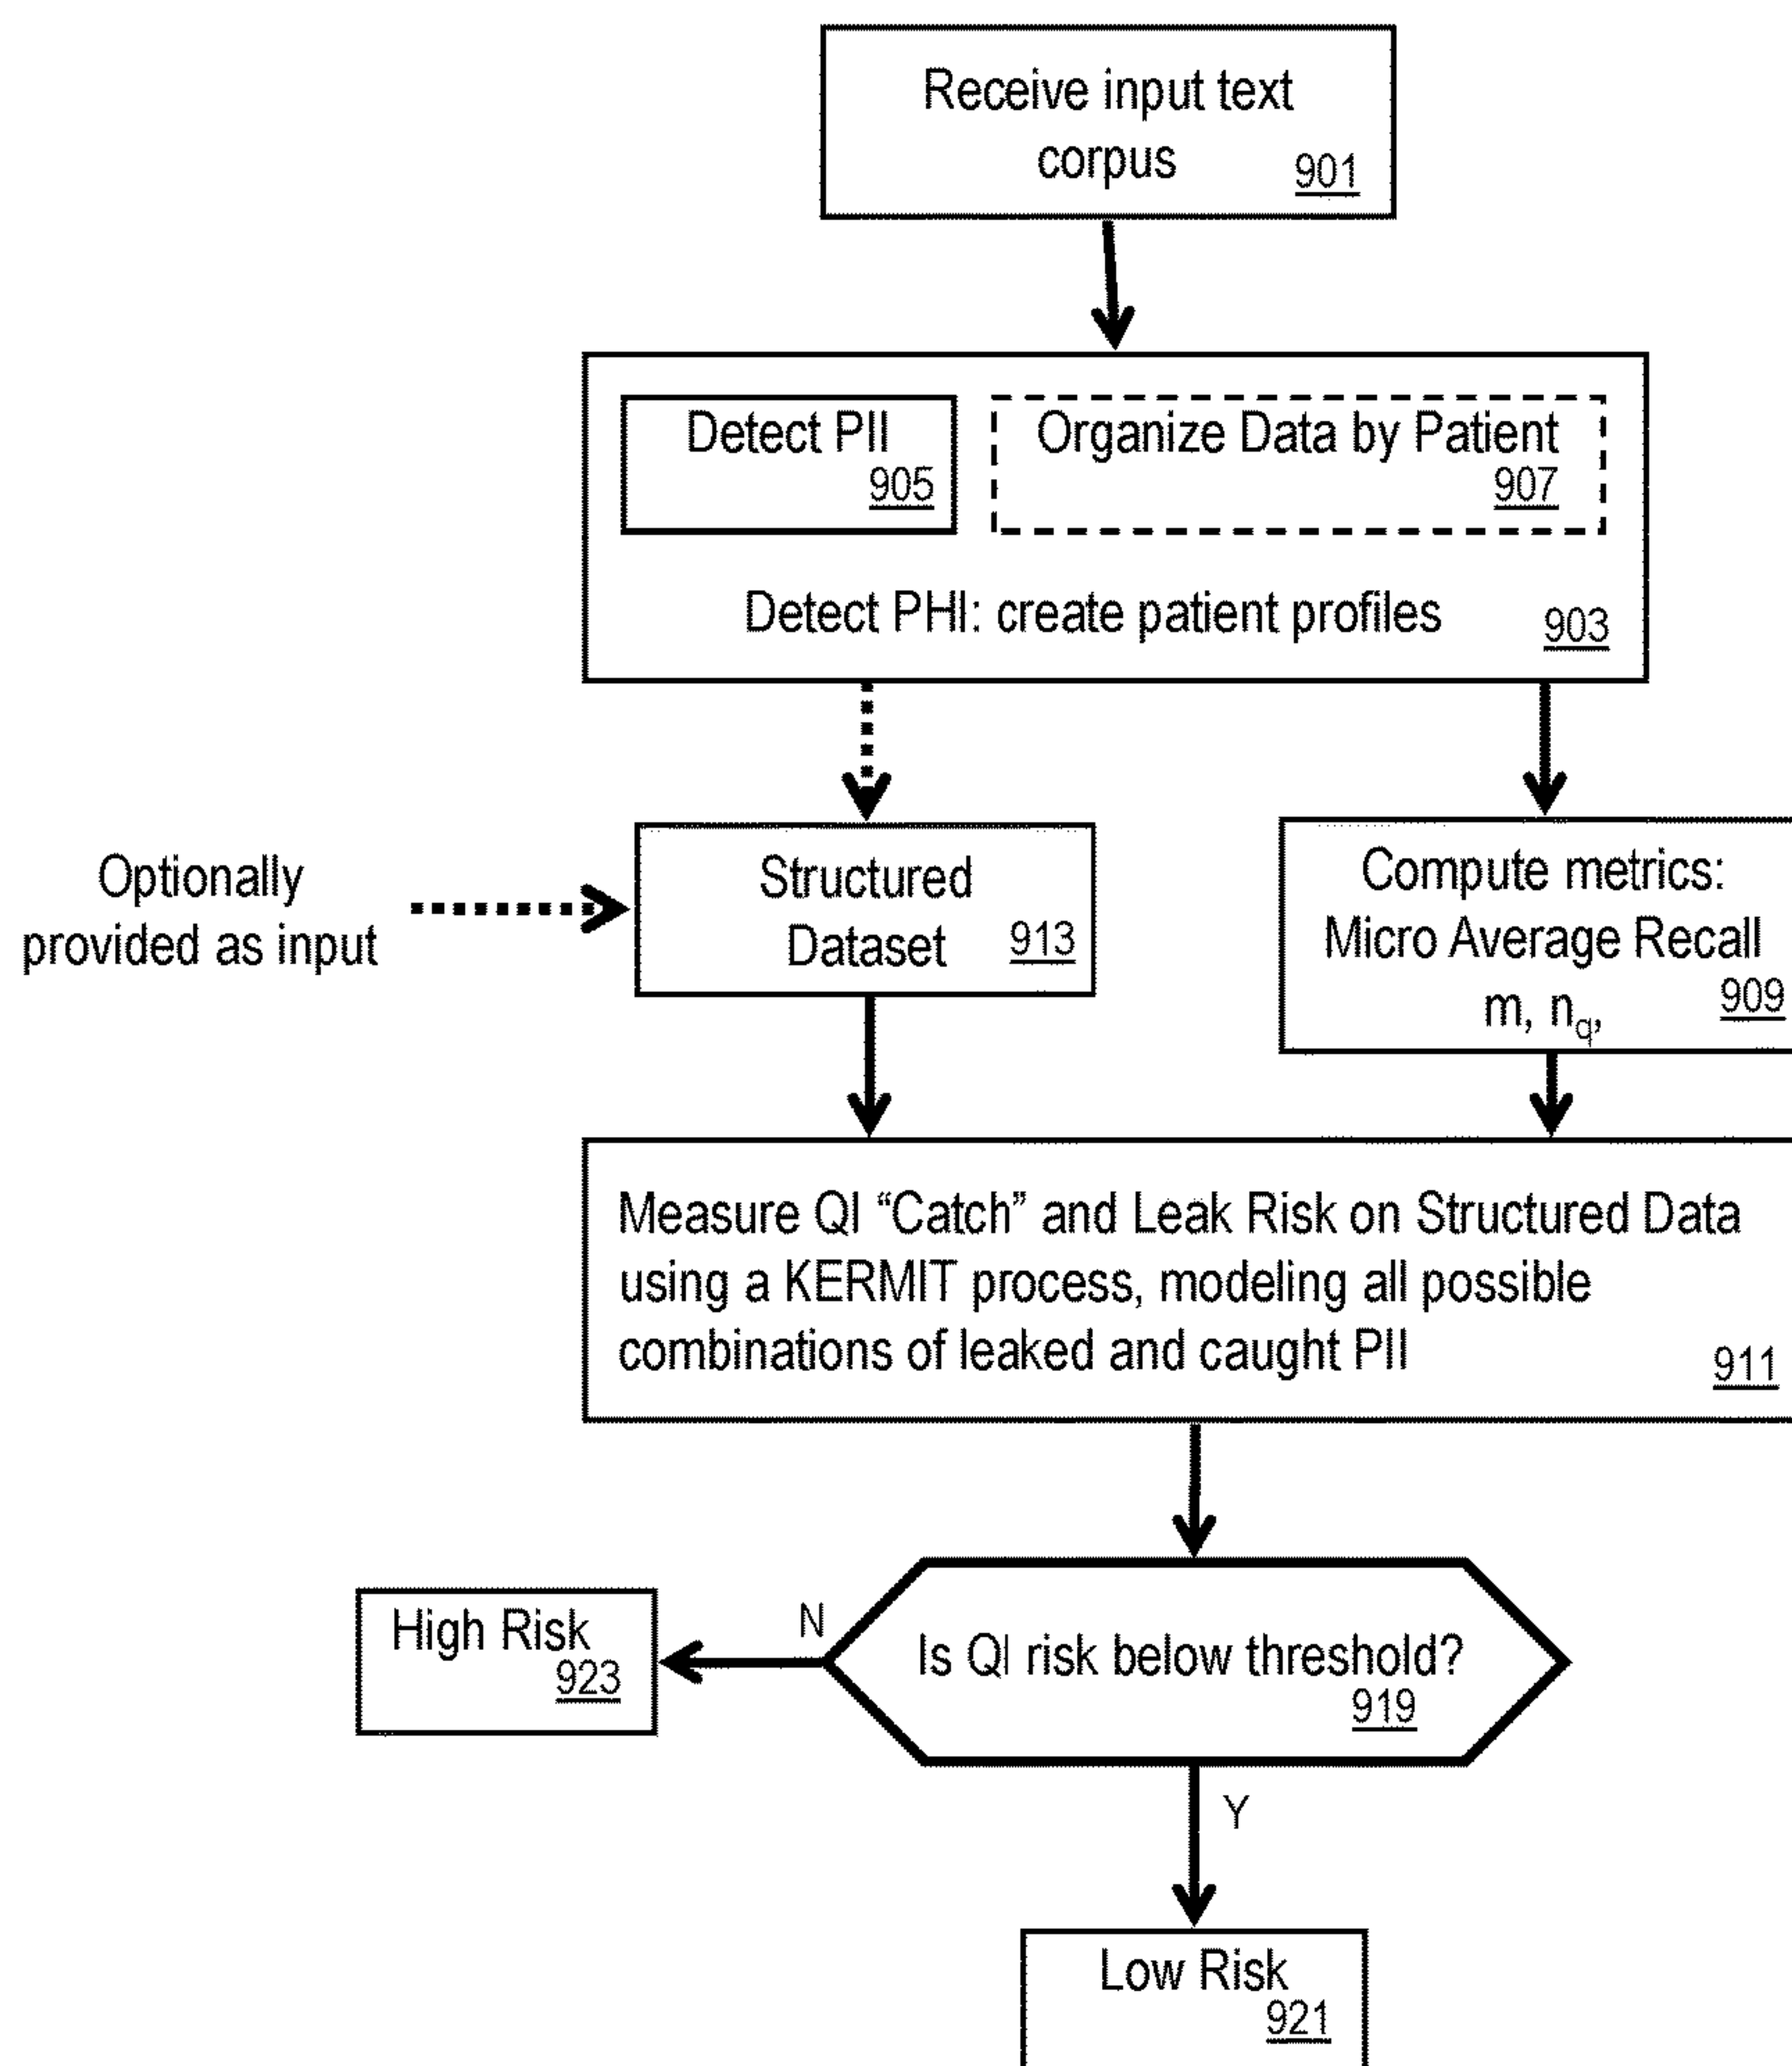 Receive input text
corpus
901
Detect PII
905
Organize Data by Patient
907
Detect PHI: create patient profiles
903
Optionally
provided as input
Structured
Dataset
913
Compute metrics:
Micro Average Recall
m, nq,
909
Measure QI “Catch” and Leak Risk on Structured Data
using a KERMIT process, modeling all possible
combinations of leaked and caught PII
911
High Risk
923
N
Is QI risk below threshold?
919
Y
Low Risk
921